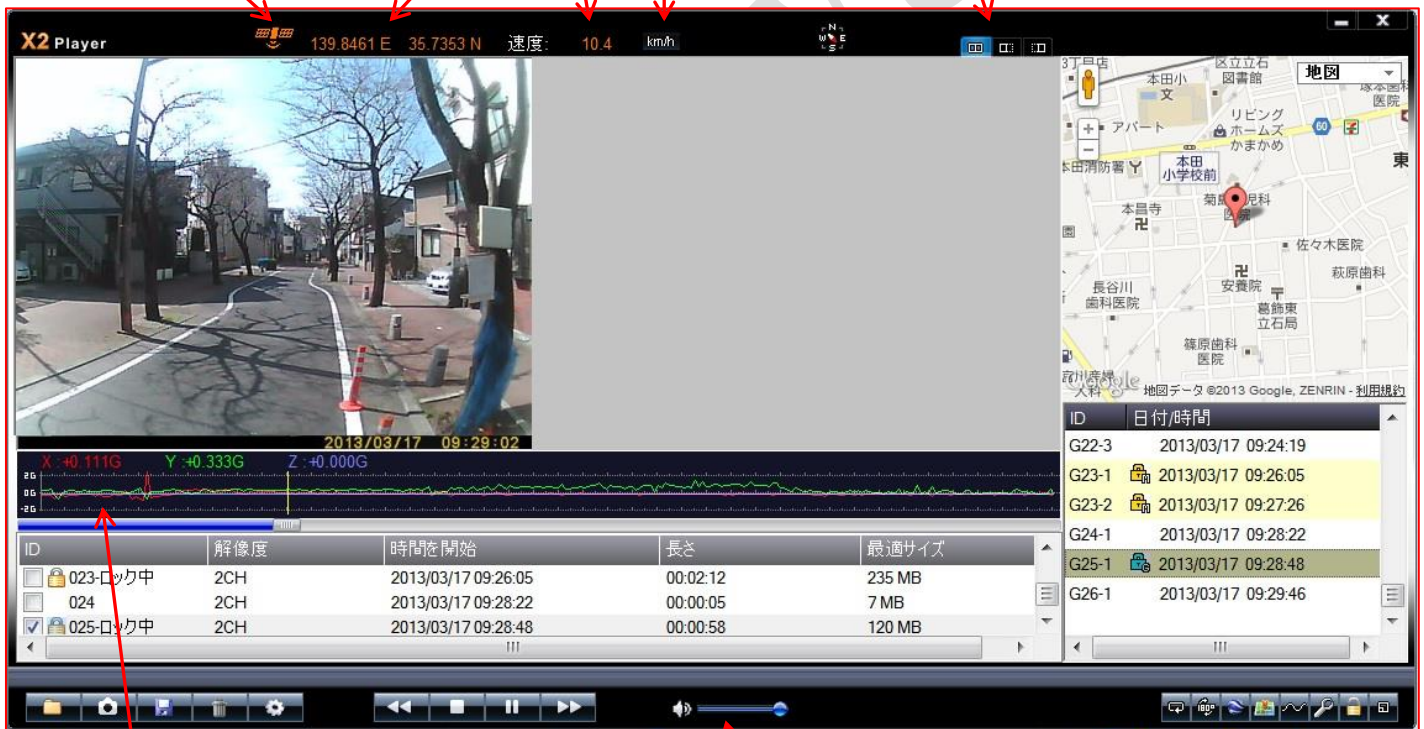 X2 Player
139.8461 E 35.7353 N 速度: 10.4 km/h
N
W E
S
区立立石
図書館
本田小
文
地図
医院
リビング
ホームズ
かまかめ
アパート
60
東
本田消防署
本田
小学校前
本昌寺
佐々木医院
萩原歯科
安養院
長谷川
歯科医院
葛飾東
立石局
篠原歯科
医院
Google
地図データ ©2013 Google, ZENRIN - 利用規約
2013/03/17 09:29:02
X :+0.111G Y :+0.333G Z :+0.000G
2G
0G
-2G
ID 解像度 時間を開始 長さ 最適サイズ
023-ロック中 2CH 2013/03/17 09:26:05 00:02:12 235 MB
024 2CH 2013/03/17 09:28:22 00:00:05 7 MB
025-ロック中 2CH 2013/03/17 09:28:48 00:00:58 120 MB
ID 日付/時間
G22-3 2013/03/17 09:24:19
G23-1 2013/03/17 09:26:05
G23-2 2013/03/17 09:27:26
G24-1 2013/03/17 09:28:22
G25-1 2013/03/17 09:28:48
G26-1 2013/03/17 09:29:46
180°